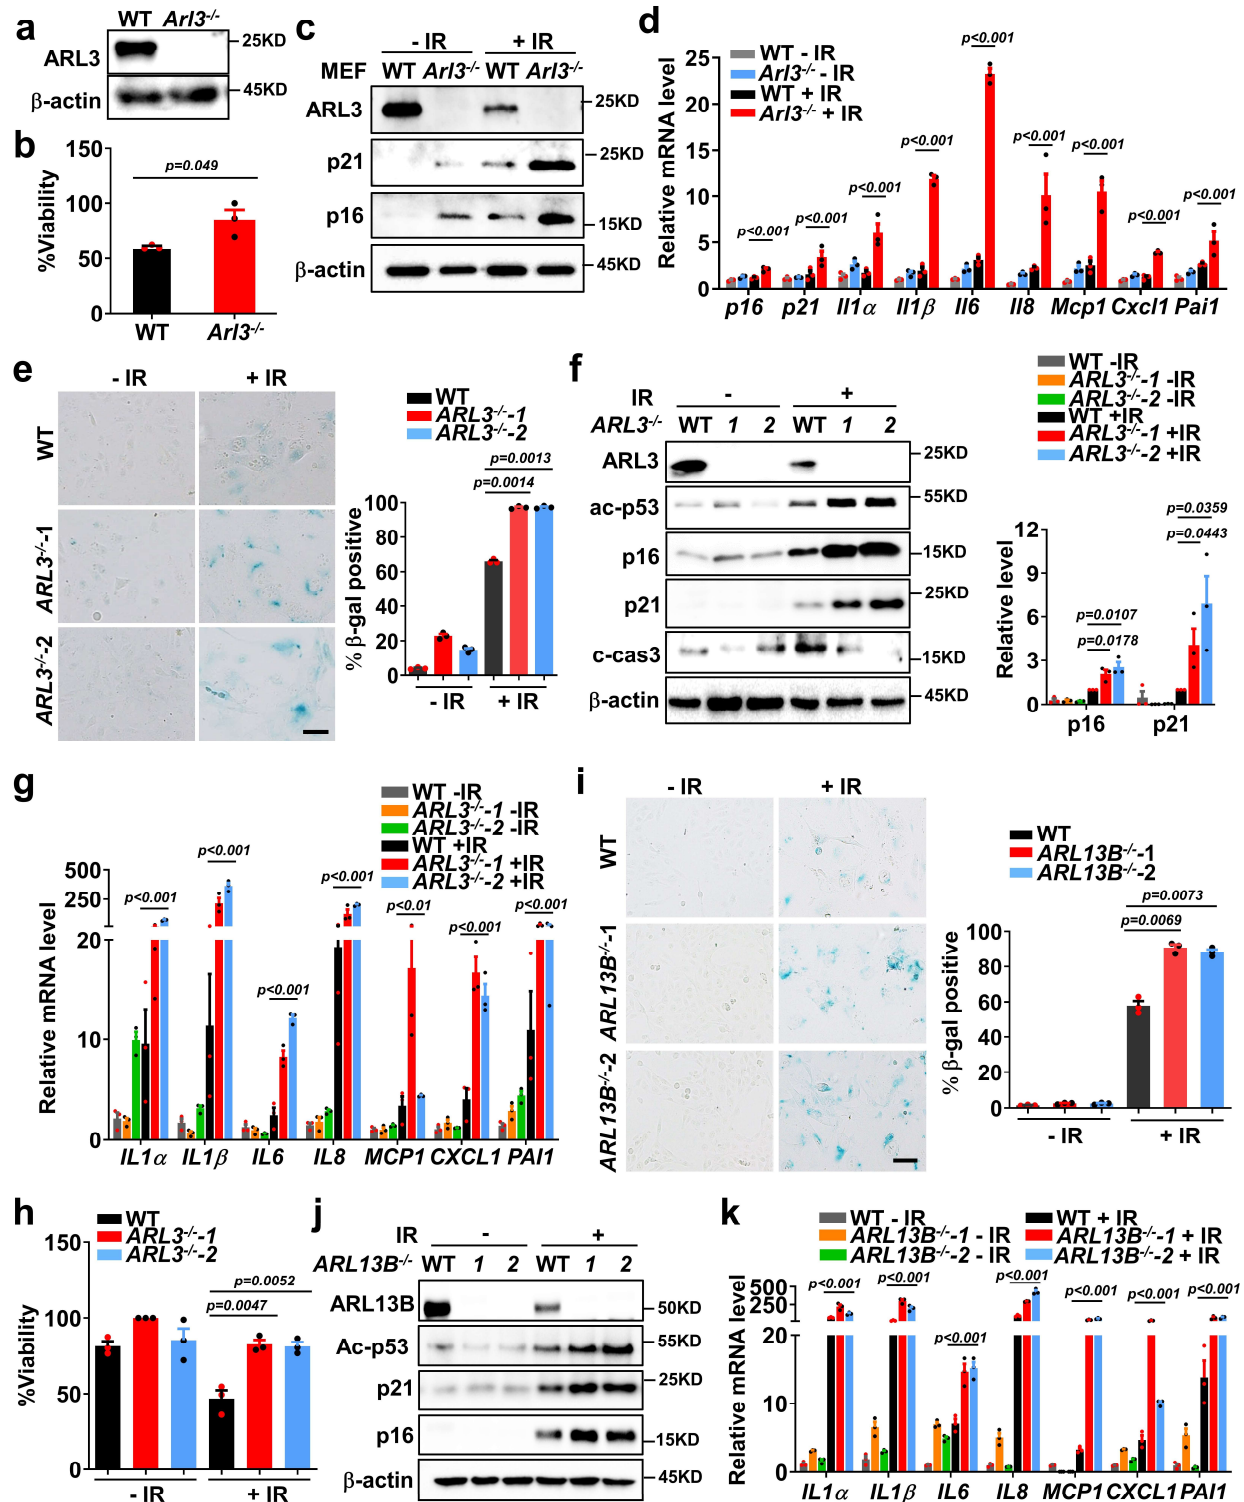 a
WT Arl3-/-
ARL3
25KD
β-actin
45KD
b
%Viability
150
100
50
0
p=0.049
WT
Arl3-/-
c
- IR
+ IR
MEF WT Arl3-/- WT Arl3-/-
ARL3
25KD
p21
25KD
p16
15KD
β-actin
45KD
d
Relative mRNA level
25
20
15
10
5
0
WT - IR
Arl3-/- - IR
WT + IR
Arl3-/- + IR
p<0.001
p<0.001
p<0.001
p<0.001
p<0.001
p<0.001
p<0.001
p<0.001
p<0.001
p16 p21 Il1α Il1β Il6 Il8 Mcp1 Cxcl1 Pai1
e
- IR
+ IR
WT
ARL3-/--1
ARL3-/--2
WT
ARL3-/--1
ARL3-/--2
p=0.0013
p=0.0014
% β-gal positive
100
80
60
40
20
0
- IR
+ IR
f
IR - +
ARL3-/- WT 1 2 WT 1 2
ARL3
25KD
ac-p53
55KD
p16
15KD
p21
25KD
c-cas3
15KD
β-actin
45KD
WT -IR
ARL3-/--1 -IR
ARL3-/--2 -IR
WT +IR
ARL3-/--1 +IR
ARL3-/--2 +IR
Relative level
12
9
6
3
0
p=0.0359
p=0.0443
p=0.0107
p=0.0178
p16
p21
g
WT -IR
ARL3-/--1 -IR
ARL3-/--2 -IR
WT +IR
ARL3-/--1 +IR
ARL3-/--2 +IR
Relative mRNA level
500
250
20
10
0
p<0.001
p<0.001
p<0.001
p<0.001
p<0.01
p<0.001
p<0.001
IL1α IL1β IL6 IL8 MCP1 CXCL1 PAI1
i
- IR
+ IR
WT
ARL13B-/--1
ARL13B-/--2
WT
ARL13B-/--1
ARL13B-/--2
p=0.0073
p=0.0069
% β-gal positive
100
80
60
40
20
0
- IR
+ IR
h
WT
ARL3-/--1
ARL3-/--2
%Viability
150
100
50
0
p=0.0052
p=0.0047
- IR
+ IR
j
IR - +
ARL13B-/- WT 1 2 WT 1 2
ARL13B
50KD
Ac-p53
55KD
p21
25KD
p16
15KD
β-actin
45KD
k
WT - IR
ARL13B-/--1 - IR
ARL13B-/--2 - IR
WT + IR
ARL13B-/--1 + IR
ARL13B-/--2 + IR
Relative mRNA level
500
250
20
10
0
p<0.001
p<0.001
p<0.001
p<0.001
p<0.001
p<0.001
p<0.001
IL1α IL1β IL6 IL8 MCP1 CXCL1 PAI1